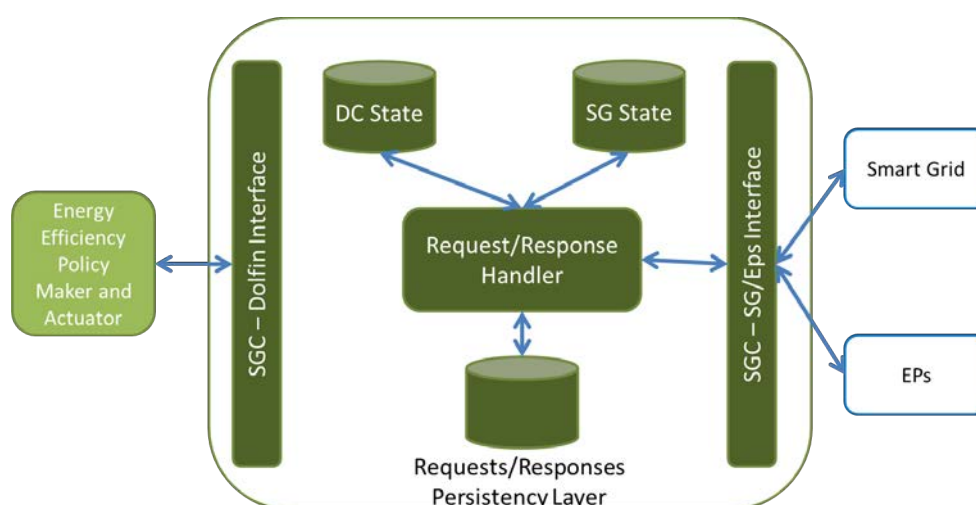 Energy
Efficiency
Policy
Maker and
Actuator
SGC – Dolfin Interface
DC State
SG State
Request/Response
Handler
Requests/Responses
Persistency Layer
SGC – SG/Eps Interface
Smart Grid
EPs